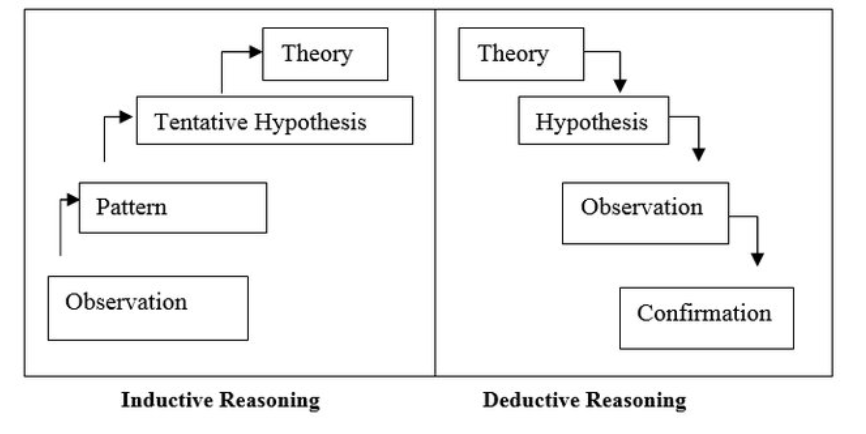 Theory
Tentative Hypothesis
Pattern
Observation
Inductive Reasoning
Theory
Hypothesis
Observation
Confirmation
Deductive Reasoning